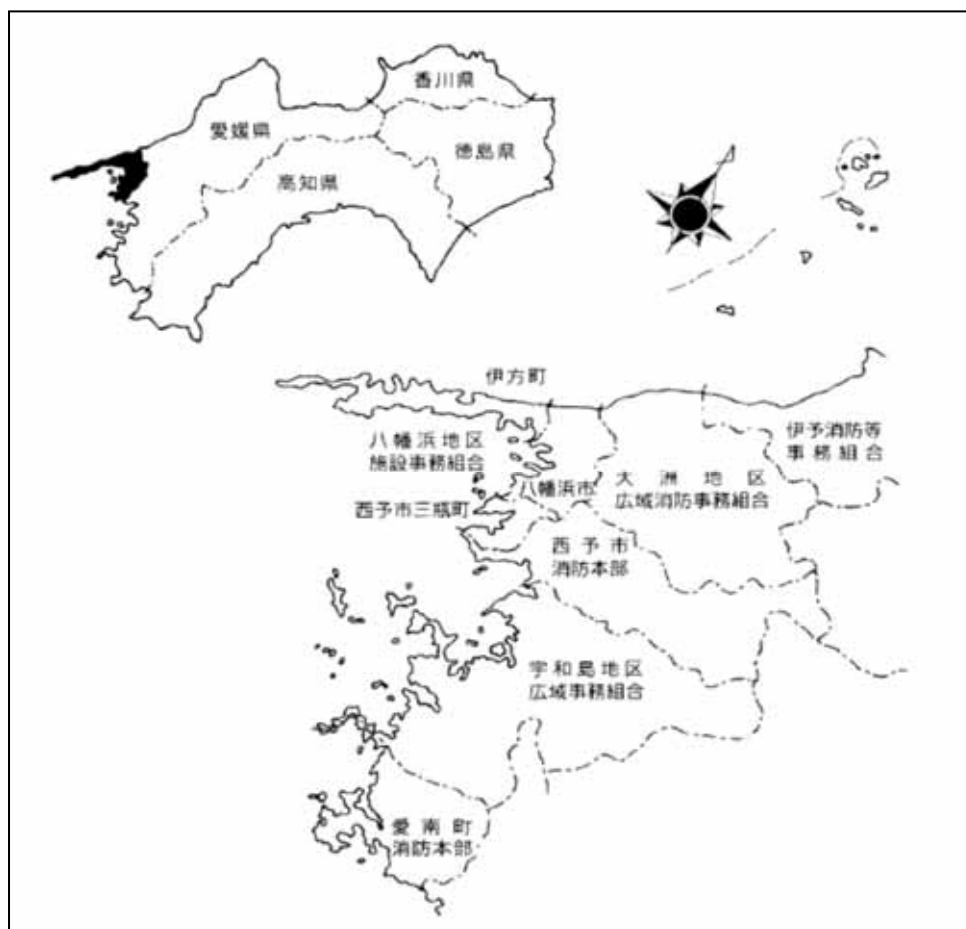 香川県
愛媛県
徳島県
高知県
伊方町
八幡浜地区
施設事務組合
伊予消防等
事務組合
八幡浜市
大洲地区
広域消防事務組合
西予市三瓶町
西予市
消防本部
宇和島地区
広域事務組合
愛南町
消防本部